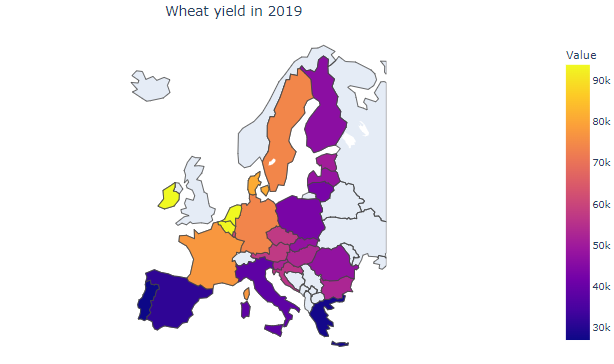 Wheat yield in 2019
Value
90k
80k
70k
60k
50k
40k
30k